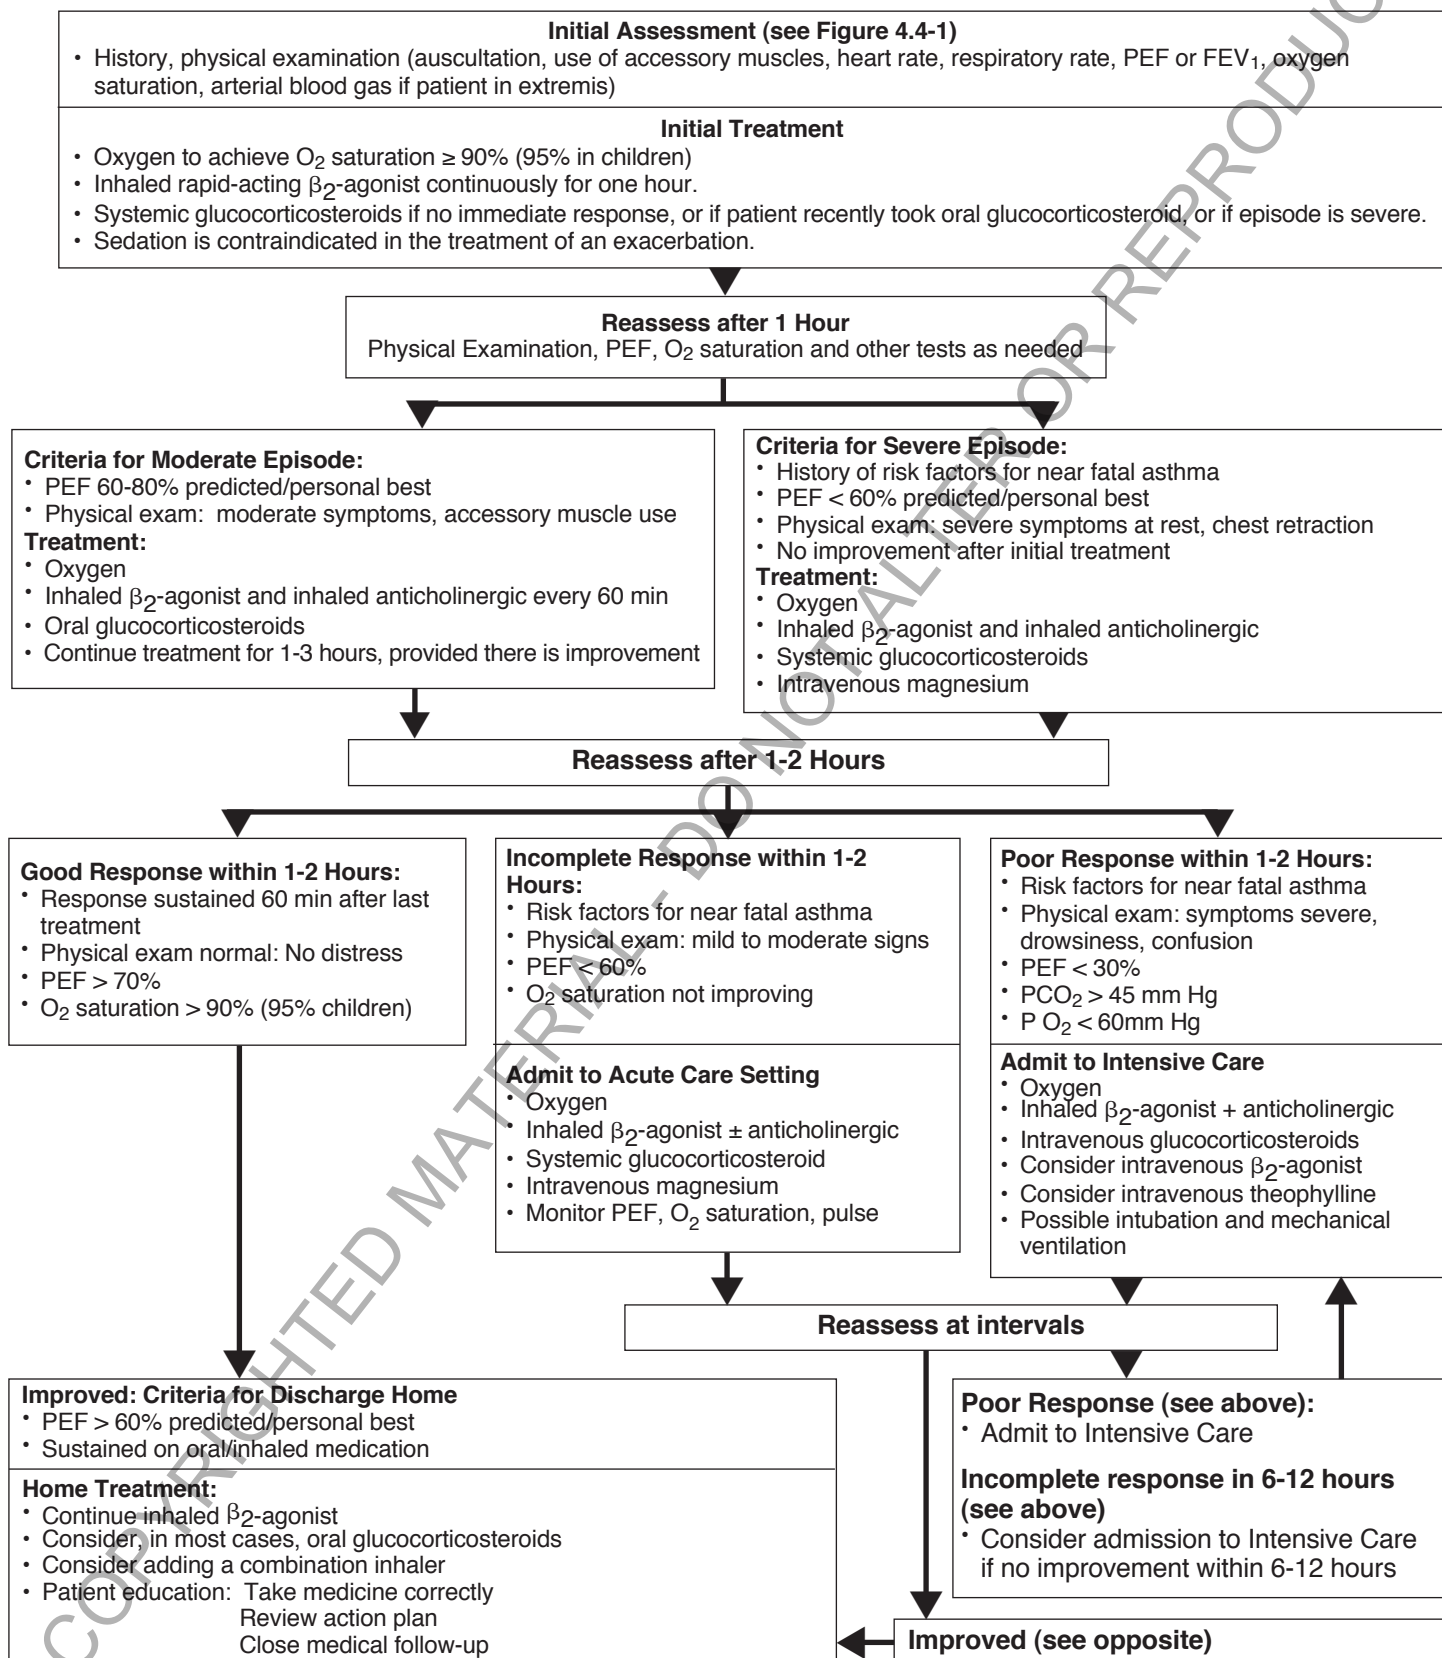 Initial Assessment (see Figure 4.4-1)
• History, physical examination (auscultation, use of accessory muscles, heart rate, respiratory rate, PEF or FEV1, oxygen
saturation, arterial blood gas if patient in extremis)
Initial Treatment
• Oxygen to achieve O2 saturation ≥ 90% (95% in children)
• Inhaled rapid-acting β2-agonist continuously for one hour.
• Systemic glucocorticosteroids if no immediate response, or if patient recently took oral glucocorticosteroid, or if episode is severe.
• Sedation is contraindicated in the treatment of an exacerbation.
Reassess after 1 Hour
Physical Examination, PEF, O2 saturation and other tests as needed
Criteria for Moderate Episode:
• PEF 60-80% predicted/personal best
• Physical exam: moderate symptoms, accessory muscle use
Treatment:
• Oxygen
• Inhaled β2-agonist and inhaled anticholinergic every 60 min
• Oral glucocorticosteroids
• Continue treatment for 1-3 hours, provided there is improvement
Criteria for Severe Episode:
• History of risk factors for near fatal asthma
• PEF < 60% predicted/personal best
• Physical exam: severe symptoms at rest, chest retraction
• No improvement after initial treatment
Treatment:
• Oxygen
• Inhaled β2-agonist and inhaled anticholinergic
• Systemic glucocorticosteroids
• Intravenous magnesium
Reassess after 1-2 Hours
Good Response within 1-2 Hours:
• Response sustained 60 min after last
treatment
• Physical exam normal: No distress
• PEF > 70%
• O2 saturation > 90% (95% children)
Incomplete Response within 1-2
Hours:
• Risk factors for near fatal asthma
• Physical exam: mild to moderate signs
• PEF < 60%
• O2 saturation not improving
Admit to Acute Care Setting
• Oxygen
• Inhaled β2-agonist ± anticholinergic
• Systemic glucocorticosteroid
• Intravenous magnesium
• Monitor PEF, O2 saturation, pulse
Poor Response within 1-2 Hours:
• Risk factors for near fatal asthma
• Physical exam: symptoms severe,
drowsiness, confusion
• PEF < 30%
• PCO2 > 45 mm Hg
• P O2 < 60mm Hg
Admit to Intensive Care
• Oxygen
• Inhaled β2-agonist + anticholinergic
• Intravenous glucocorticosteroids
• Consider intravenous β2-agonist
• Consider intravenous theophylline
• Possible intubation and mechanical
ventilation
Reassess at intervals
Improved: Criteria for Discharge Home
• PEF > 60% predicted/personal best
• Sustained on oral/inhaled medication
Home Treatment:
• Continue inhaled β2-agonist
• Consider, in most cases, oral glucocorticosteroids
• Consider adding a combination inhaler
• Patient education: Take medicine correctly
Review action plan
Close medical follow-up
Poor Response (see above):
• Admit to Intensive Care
Incomplete response in 6-12 hours
(see above)
• Consider admission to Intensive Care
if no improvement within 6-12 hours
Improved (see opposite)
COPYRIGHTED MATERIAL - DO NOT ALTER OR REPRODUC